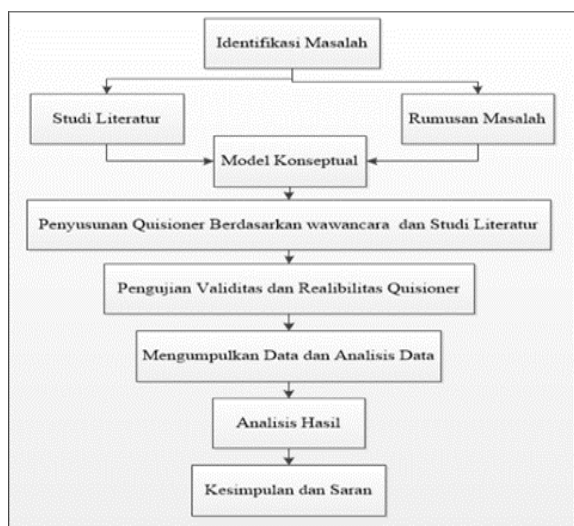 Identifikasi Masalah
Studi Literatur
Rumusan Masalah
Model Konseptual
Penyusunan Quisioner Berdasarkan wawancara dan Studi Literatur
Pengujian Validitas dan Realibilitas Quisioner
Mengumpulkan Data dan Analisis Data
Analisis Hasil
Kesimpulan dan Saran